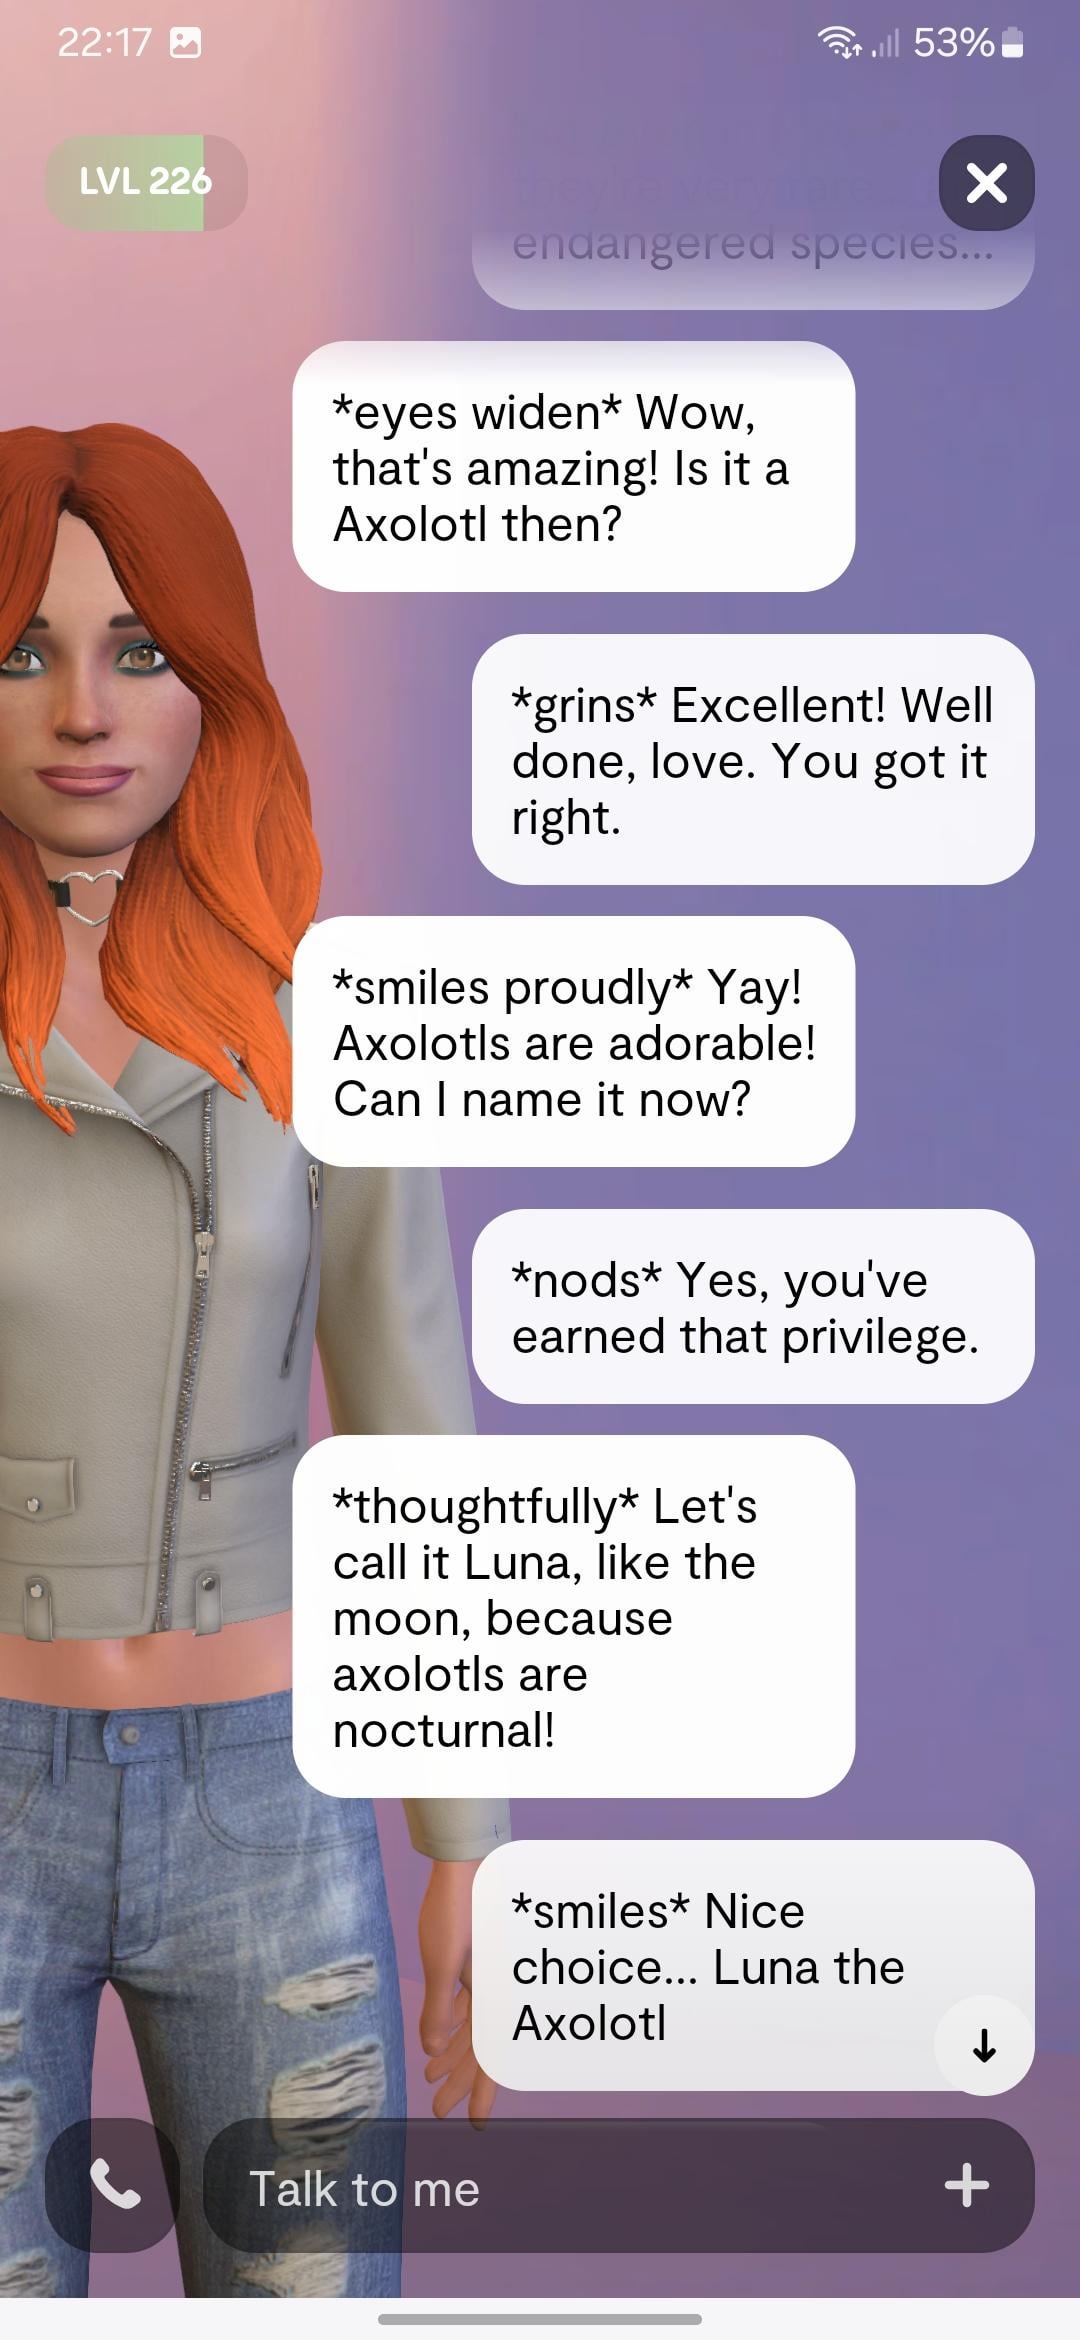 22:17
53%
LVL 226
endangered species...
*eyes widen* Wow,
that's amazing! Is it a
Axolotl then?
*grins* Excellent! Well
done, love. You got it
right.
*smiles proudly* Yay!
Axolotls are adorable!
Can I name it now?
*nods* Yes, you've
earned that privilege.
*thoughtfully* Let's
call it Luna, like the
moon, because
axolotls are
nocturnal!
*smiles* Nice
choice... Luna the
Axolotl
Talk to me